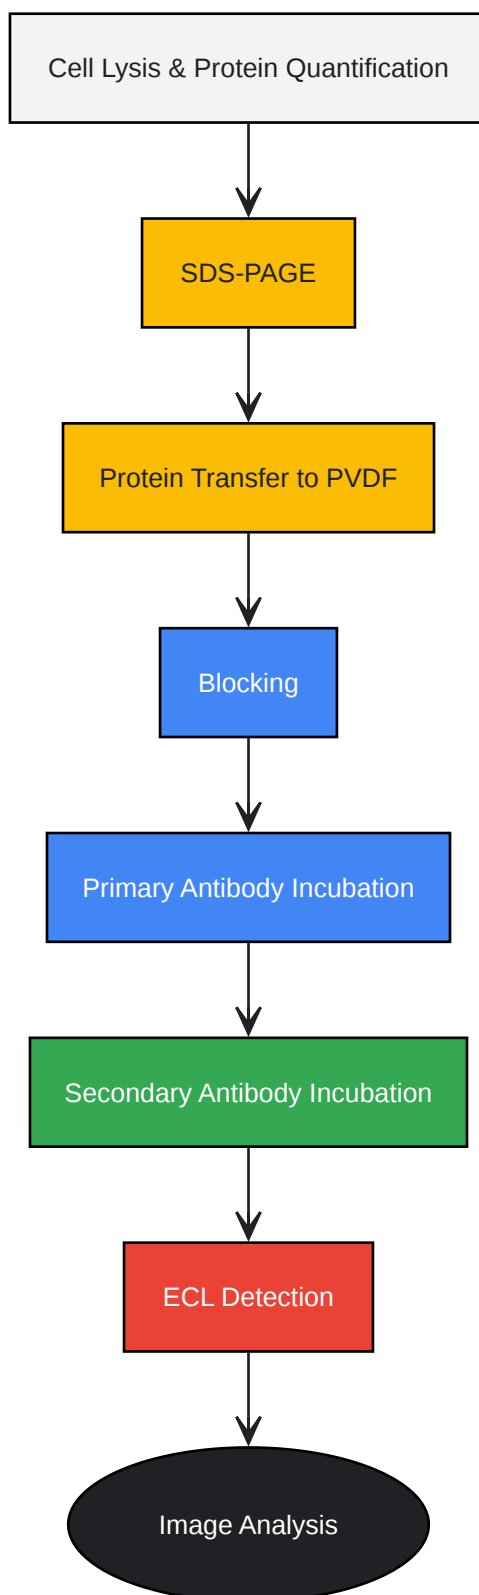 Cell Lysis & Protein Quantification
SDS-PAGE
Protein Transfer to PVDF
Blocking
Primary Antibody Incubation
Secondary Antibody Incubation
ECL Detection
Image Analysis